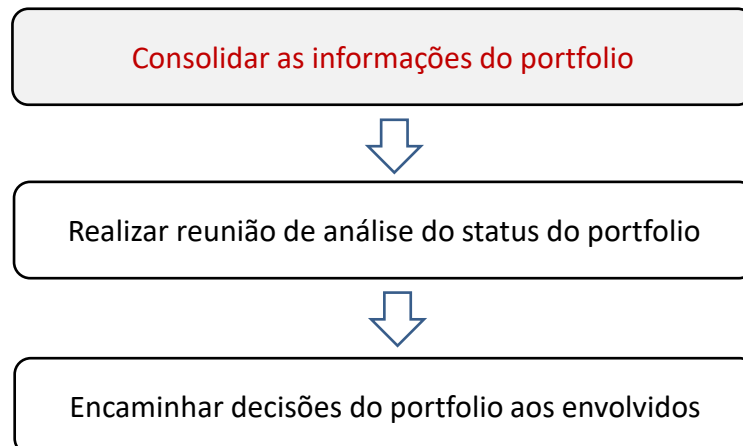 Consolidar as informações do portfolio
Realizar reunião de análise do status do portfolio
Encaminhar decisões do portfolio aos envolvidos